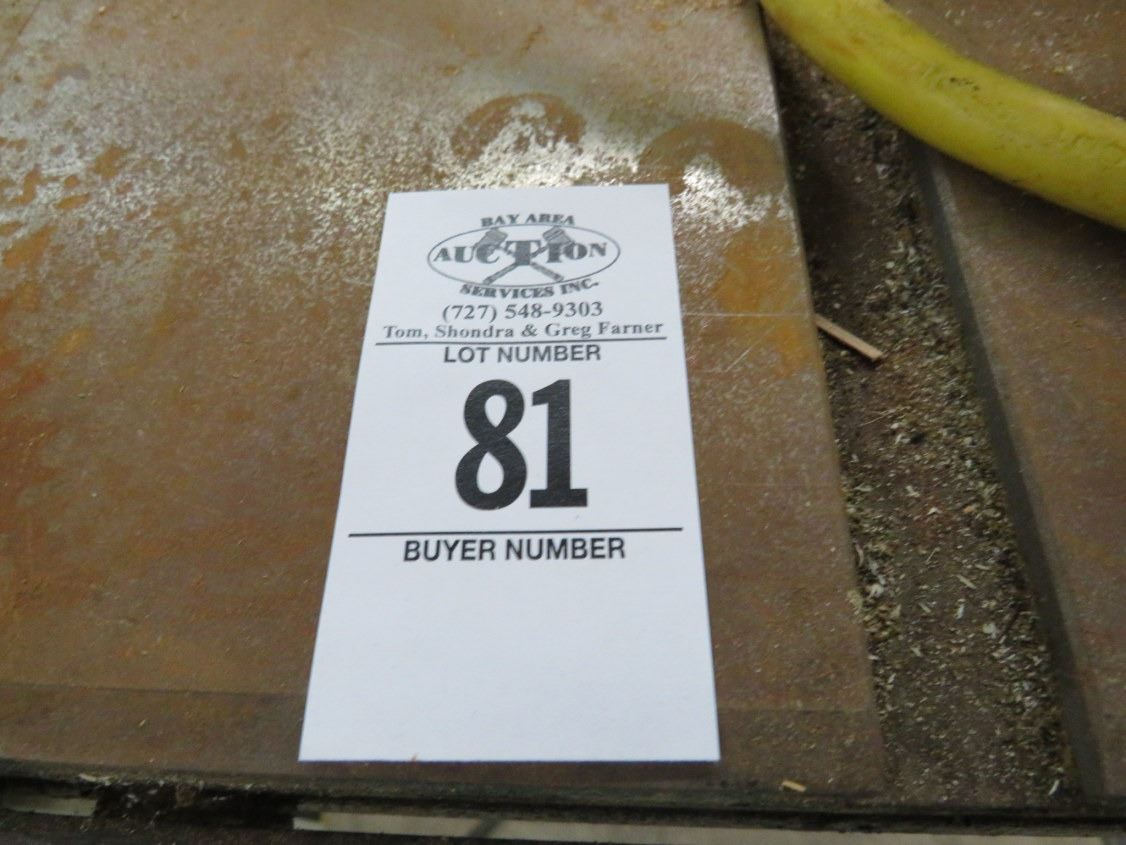 BAY AREA
AUCTION
SERVICES INC.
(727) 548-9303
Tom, Shondra & Greg Farner
LOT NUMBER
81
BUYER NUMBER